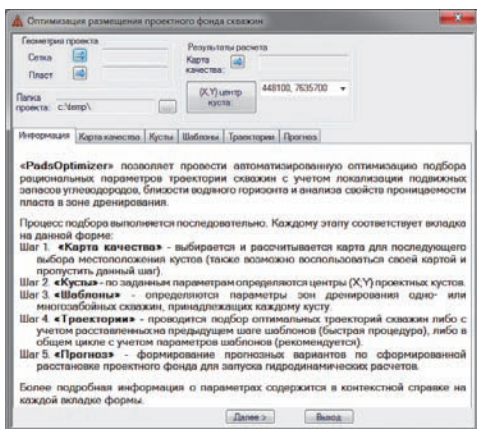 Оптимизация размещения проектного фонда скважин
Геометрия проекта
Сетка
Пласт
Папка
проекта:
c:\temp\
...
Результаты расчета
Карта
качества:
(X,Y) центр
куста:
448100, 7635700
Информация Карта качества Кусты Шаблоны Траектории Прогноз
«PadsOptimizer» позволяет провести автоматизированную оптимизацию подбора
рациональных параметров траектории скважин с учетом локализации подвижных
запасов углеводородов, близости водяного горизонта и анализа свойств проницаемости
пласта в зоне дренирования.
Процесс подбора выполняется последовательно. Каждому этапу соответствует вкладка
на данной форме:
Шаг 1. «Карта качества» - выбирается и рассчитывается карта для последующего
выбора местоположения кустов (также возможно воспользоваться своей картой и
пропустить данный шаг).
Шаг 2. «Кусты» - по заданным параметрам определяются центры (X,Y) проектных кустов.
Шаг 3. «Шаблоны» - определяются параметры зон дренирования одно- или
многозабойных скважин, принадлежащих каждому кусту.
Шаг 4. «Траектории» - проводится подбор оптимальных траекторий скважин либо с
учетом расставленных на предыдущем шаге шаблонов (быстрая процедура), либо в
общем цикле с учетом параметров шаблонов (рекомендуется).
Шаг 5. «Прогноз» - формирование прогнозных вариантов по сформированной
расстановке проектного фонда для запуска гидродинамических расчетов.
Более подробная информация о параметрах содержится в контекстной справке на
каждой вкладке формы.
Далее > Выход